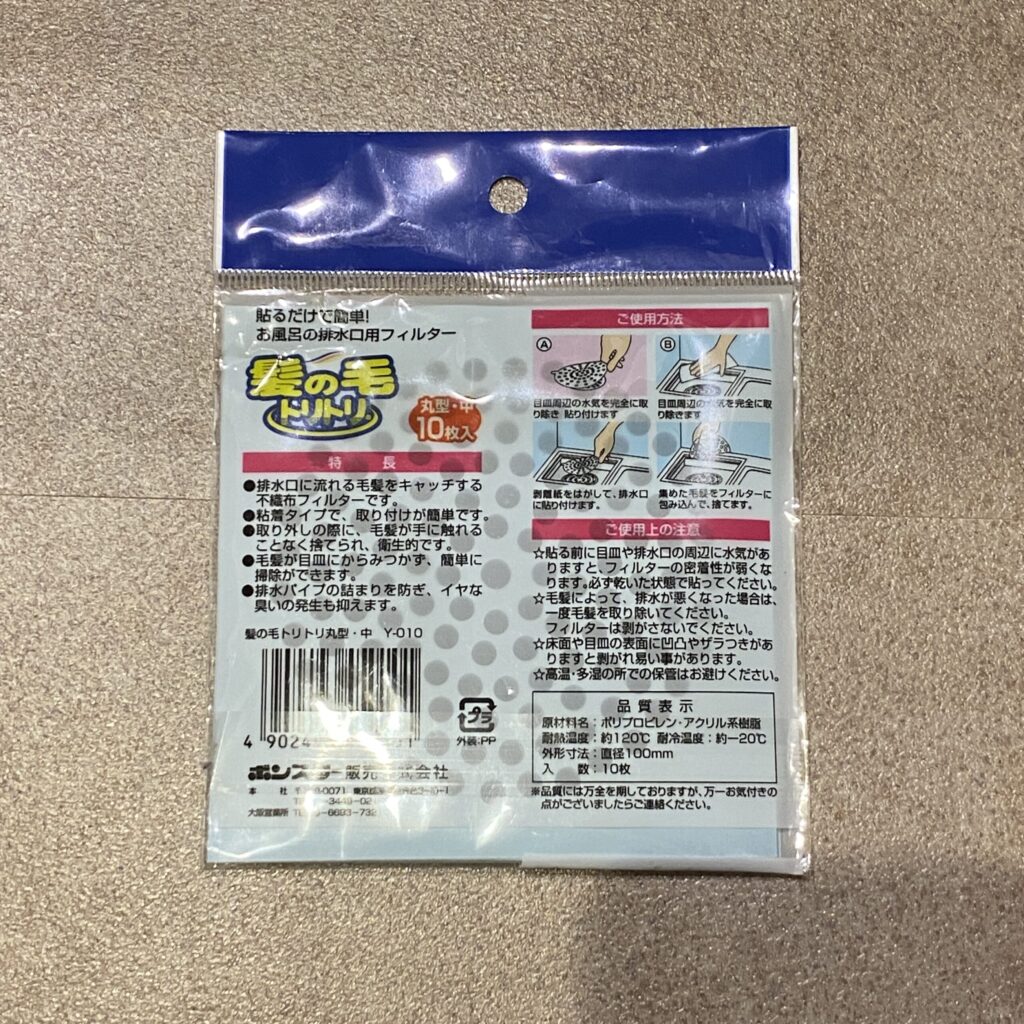 貼るだけで簡単!
お風呂の排水口用フィルター
髪の毛
トリトリ
丸型・中
10枚入
特長
●排水口に流れる毛髪をキャッチする
不織布フィルターです。
●粘着タイプで、取り付けが簡単です。
●取り外しの際に、毛髪が手に触れる
ことなく捨てられ、衛生的です。
●毛髪が目皿にからみつかず、簡単に
掃除ができます。
●排水パイプの詰まりを防ぎ、イヤな
臭いの発生も抑えます。
髪の毛トリトリ丸型・中 Y-010
4 9024
プラ
外装:PP
ボンスター販売株式会社
本社
東京
大阪営業所
ご使用方法
A
目皿周辺の水気を完全に取
り除き 貼り付けます
B
目皿周辺の水気を完全に取
り除きます
剥離紙をはがして、排水口
に貼り付けます。
集めた毛髪をフィルターに
包み込んで、捨てます。
ご使用上の注意
☆貼る前に目皿や排水口の周辺に水気があ
りますと、フィルターの密着性が弱くな
ります。必ず乾いた状態で貼ってください。
☆毛髪によって、排水が悪くなった場合は、
一度毛髪を取り除いてください。
フィルターは剥がさないでください。
☆床面や目皿の表面に凹凸やザラつきがあ
りますと剥がれ易い事があります。
☆高温・多湿の所での保管はお避けください。
品質表示
原材料名：ポリプロピレン・アクリル系樹脂
耐熱温度：約120℃ 耐冷温度：約－20℃
外形寸法：直径100mm
入数：10枚
※品質には万全を期しておりますが、万一お気付きの
点がございましたらご連絡ください。